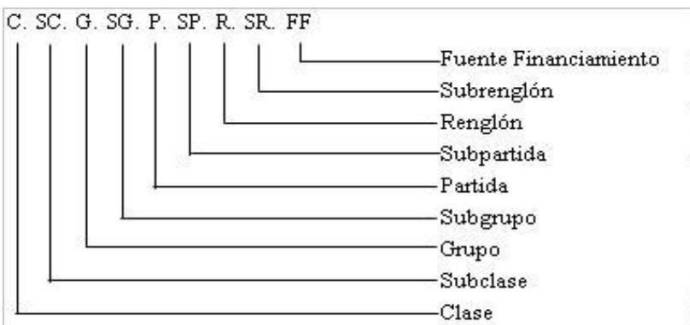 C. SC. G. SG. P. SP. R. SR. FF
Fuente Financiamiento
Subrenglón
Renglón
Subpartida
Partida
Subgrupo
Grupo
Subclase
Clase